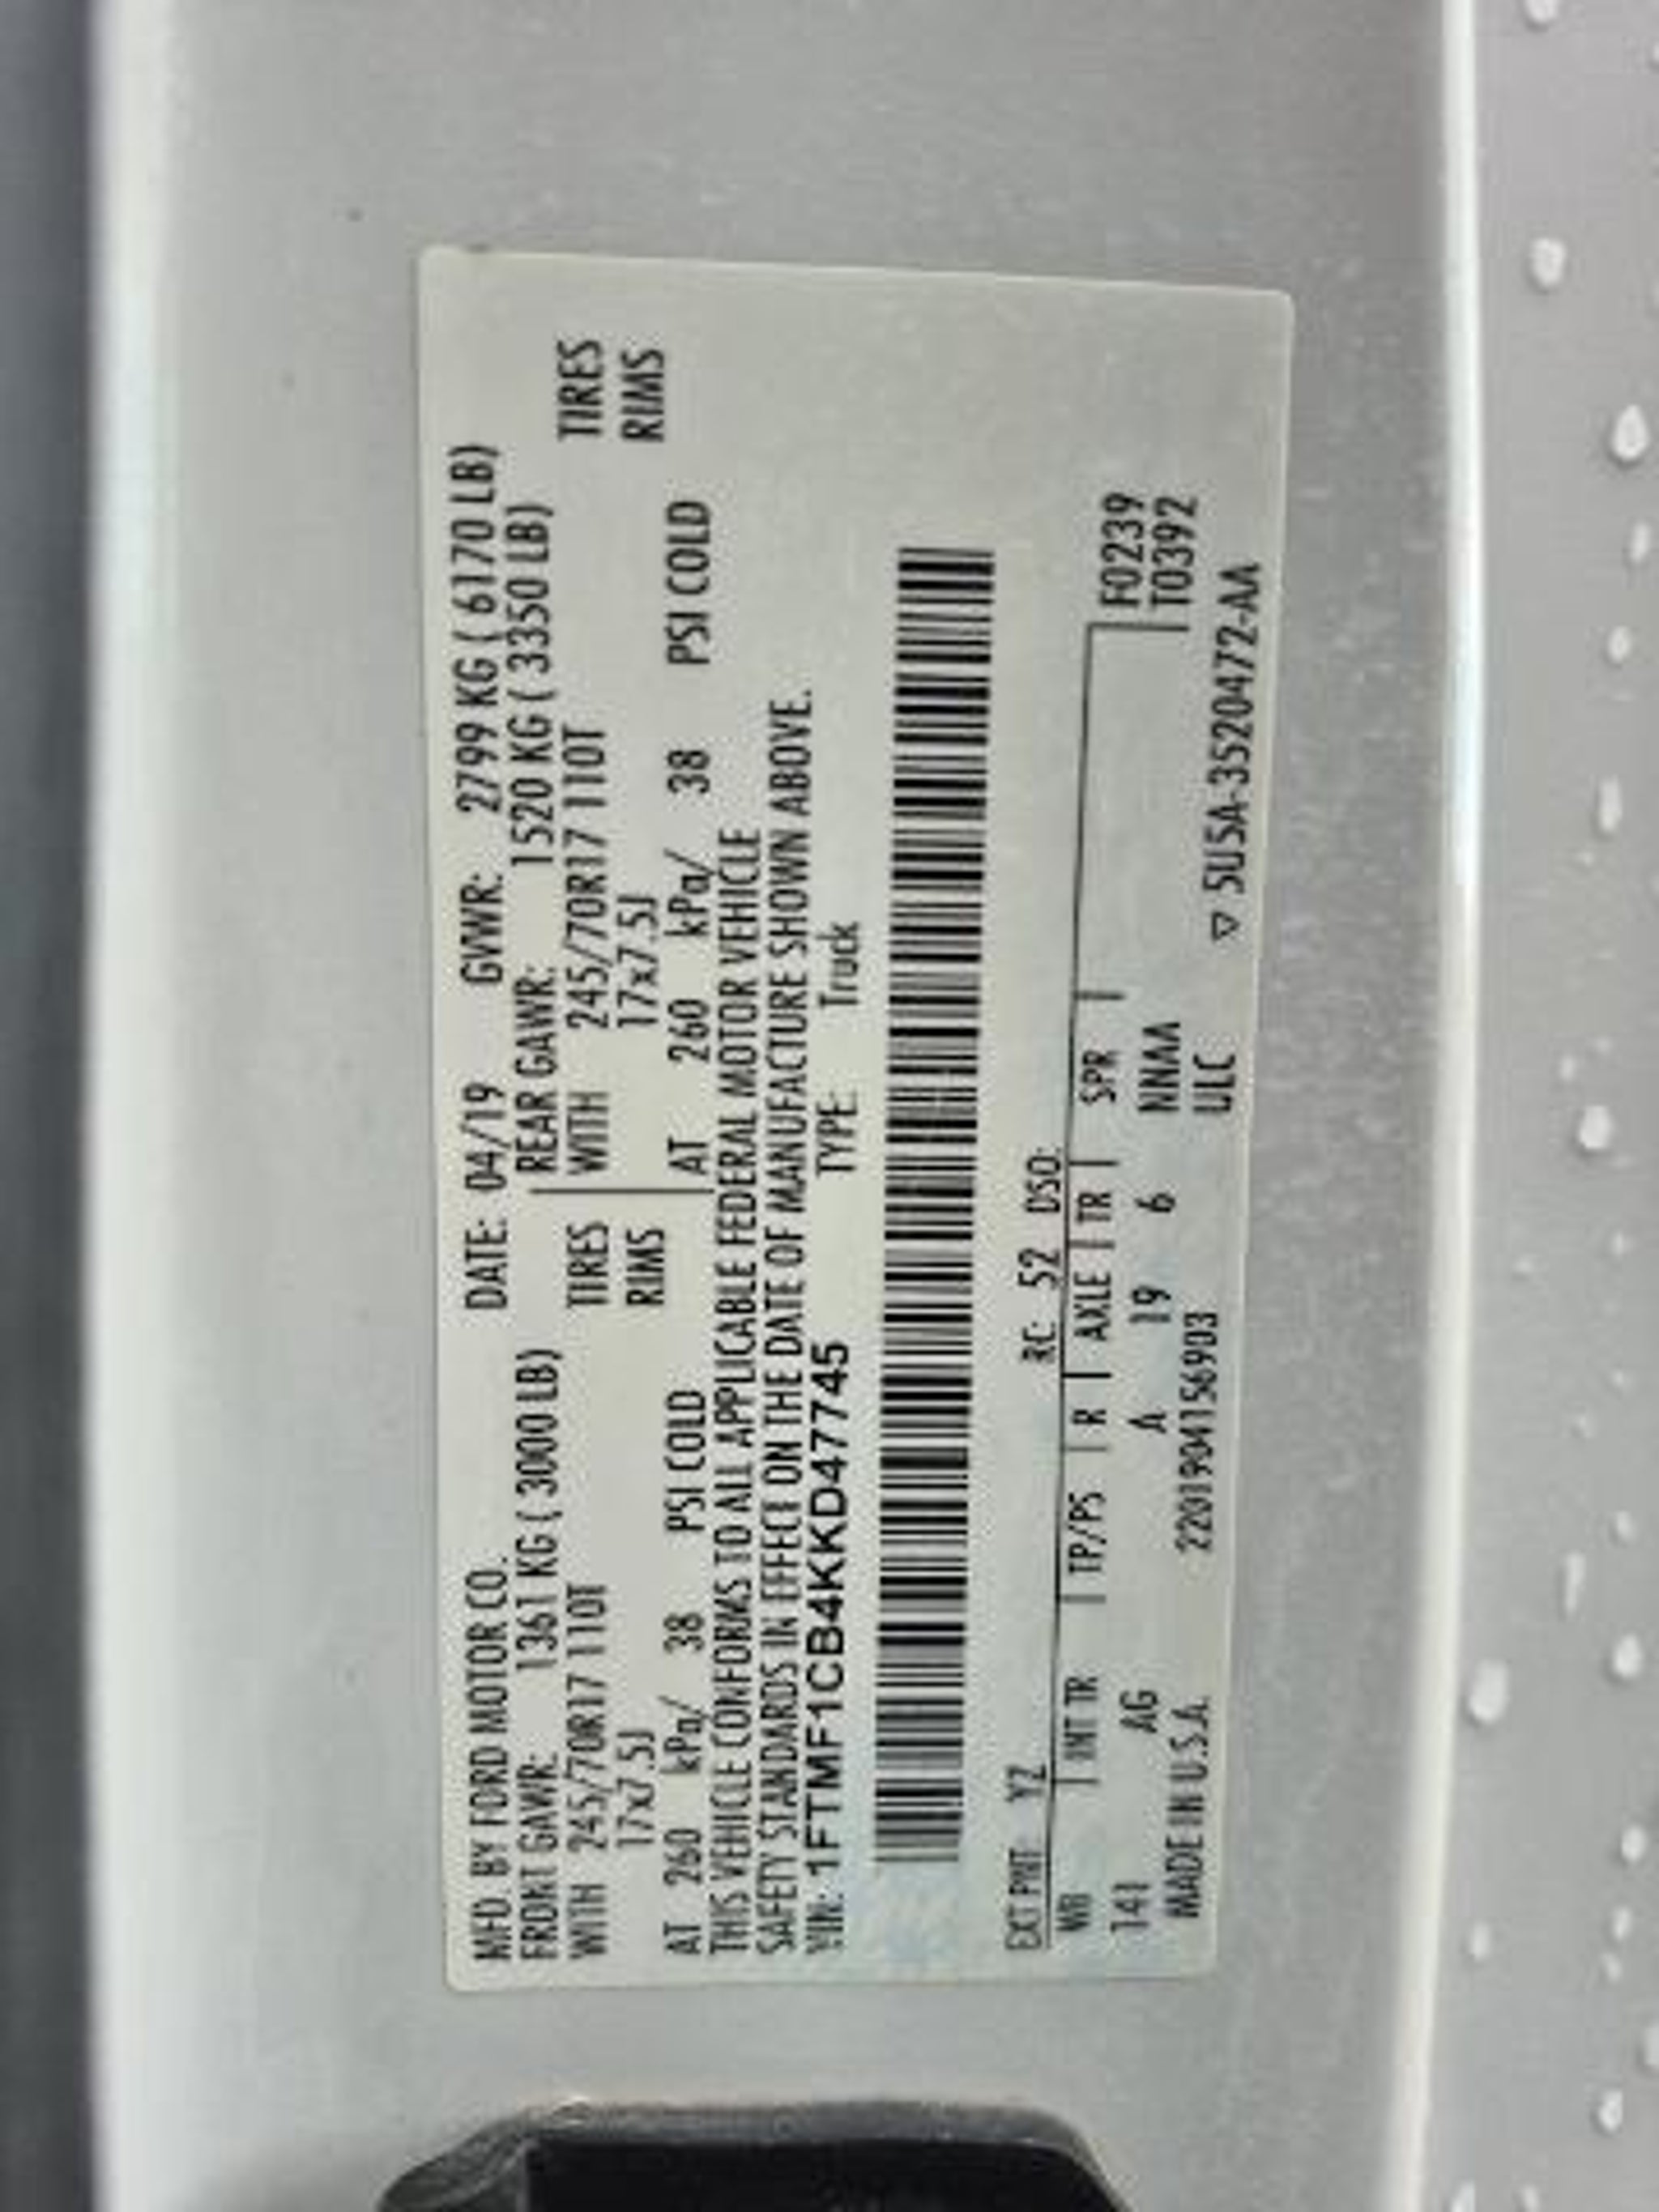 MFD. BY FORD MOTOR CO. DATE: 04/19 GVWR: 2799 KG ( 6170 LB)
FRONT GAWR: 1361 KG ( 3000 LB) REAR GAWR: 1520 KG ( 3350 LB)
WITH 245/70R17 110T TIRES WITH 245/70R17 110T TIRES
17x7.5J RIMS 17x7.5J RIMS
AT 260 kPa/ 38 PSI COLD AT 260 kPa/ 38 PSI COLD
THIS VEHICLE CONFORMS TO ALL APPLICABLE FEDERAL MOTOR VEHICLE
SAFETY STANDARDS IN EFFECT ON THE DATE OF MANUFACTURE SHOWN ABOVE.
VIN: 1FTMF1CB4KKD47745 TYPE: Truck
EXT PNT: YZ RC: 52 DSO:
WB INT TR TP/PS R AXLE TR SPR F0239
141 AG A 19 6 NNAA T0392
MADE IN U.S.A. 2201904156903 ULC ▽ 5U5A-3520472-AA